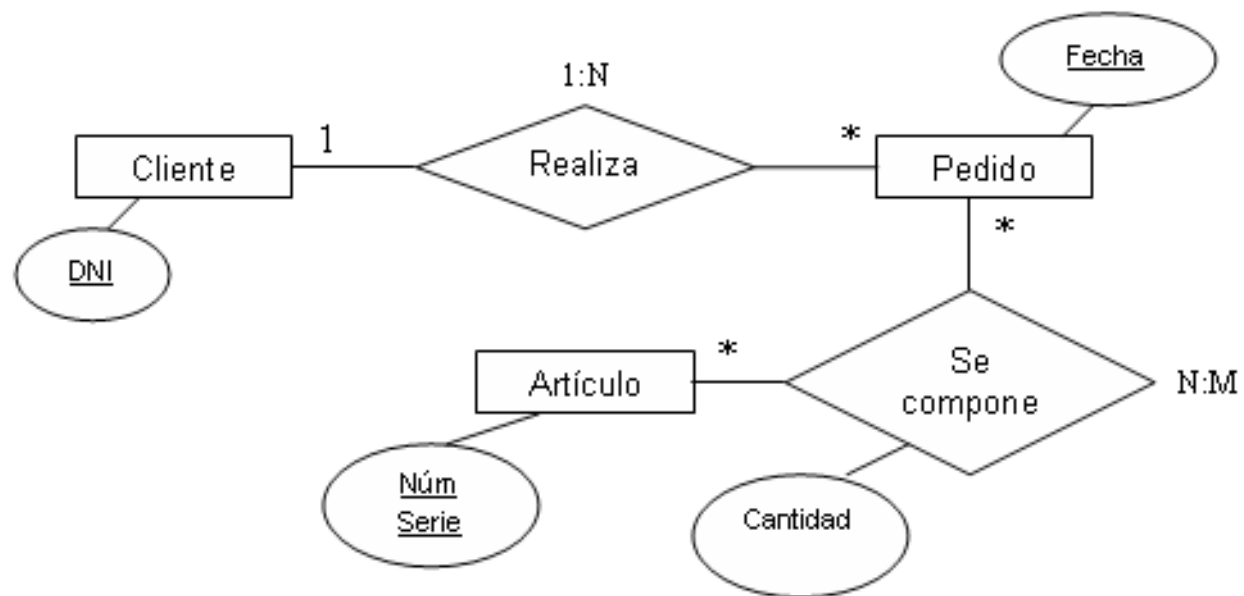 Fecha
1:N
Cliente
1
Realiza
*
Pedido
*
DNI
*
Artículo
Se
compone
N:M
Núm
Serie
Cantidad